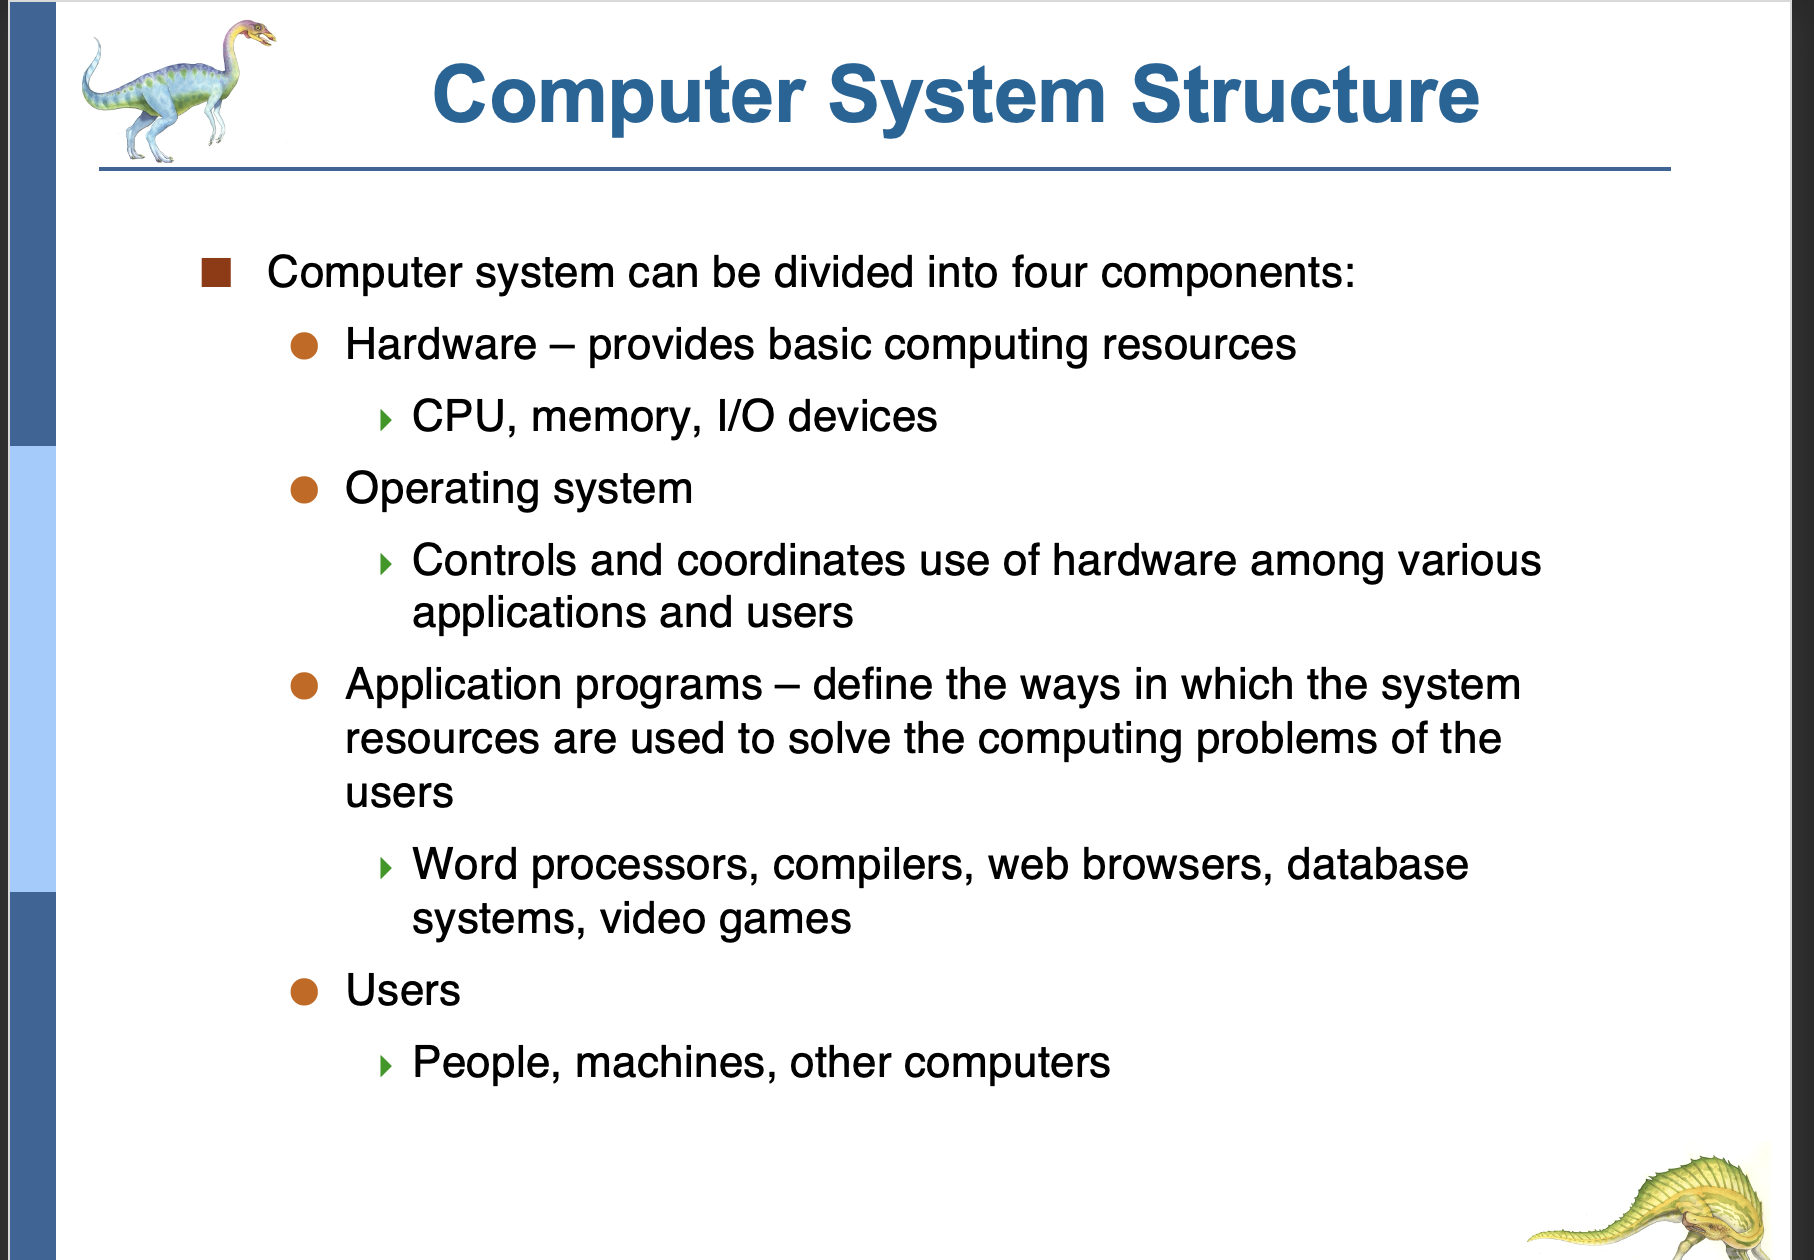 Computer System Structure
Computer system can be divided into four components:
Hardware – provides basic computing resources
CPU, memory, I/O devices
Operating system
Controls and coordinates use of hardware among various
applications and users
Application programs – define the ways in which the system
resources are used to solve the computing problems of the
users
Word processors, compilers, web browsers, database
systems, video games
Users
People, machines, other computers